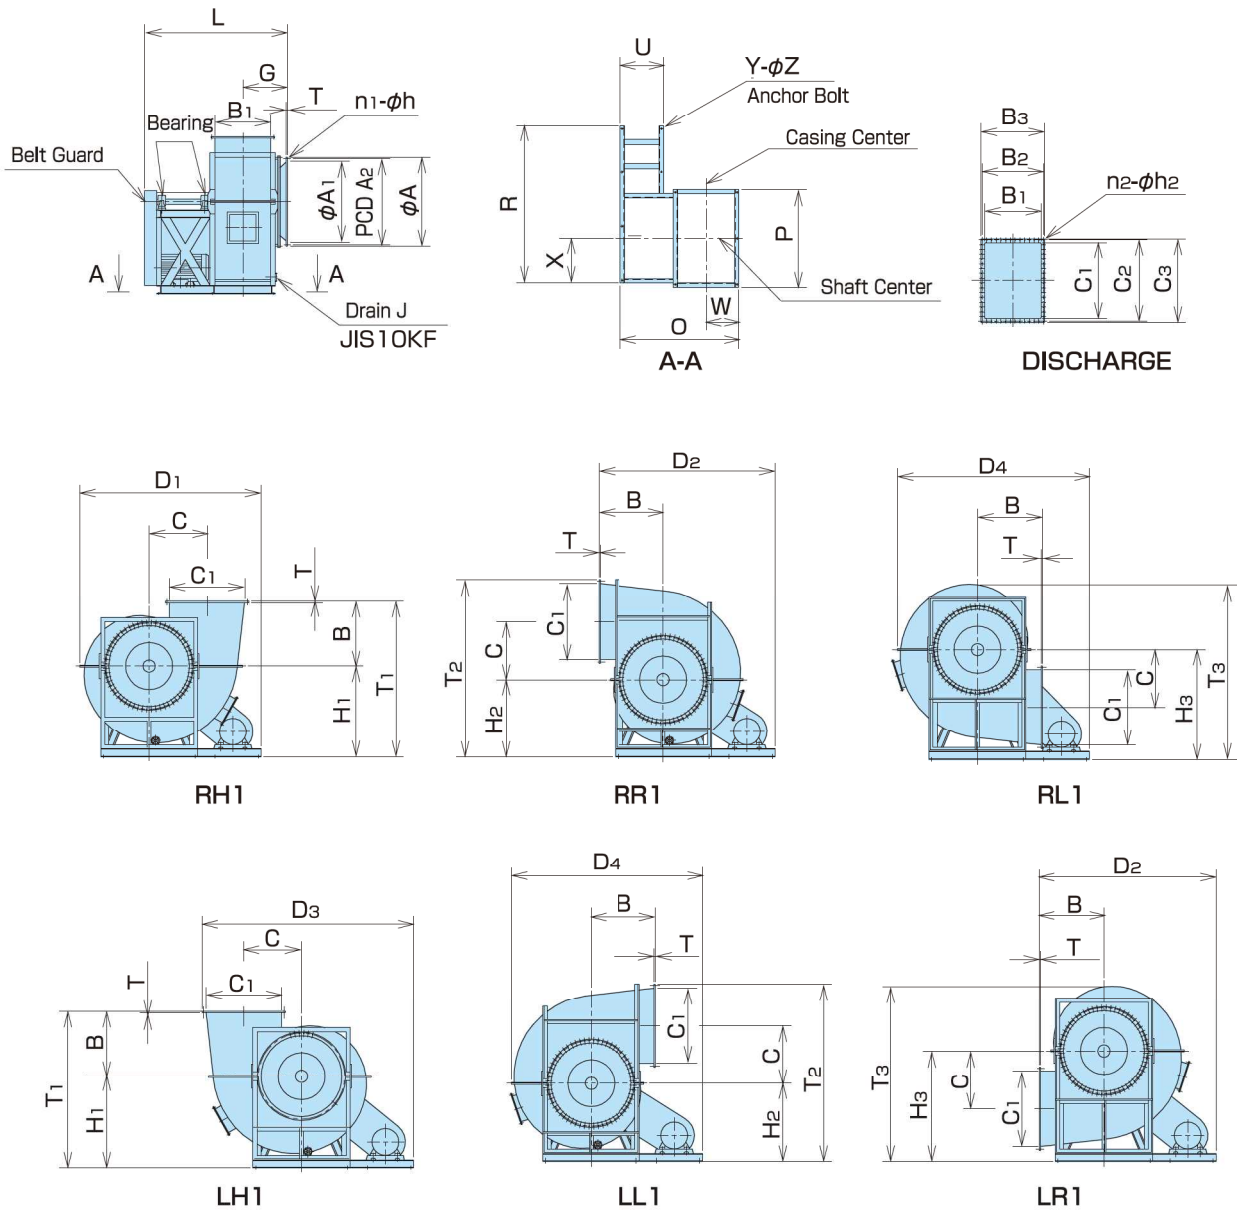 L
G
T
n1-φh
B1
Bearing
Belt Guard
φA1
PCD A2
φA
A
A
Drain J
JIS10KF
U
Y-φZ
Anchor Bolt
Casing Center
R
P
X
Shaft Center
W
O
A-A
B3
B2
n2-φh2
B1
C1
C2
C3
DISCHARGE
D1
C
T
C1
B
T1
H1
RH1
D2
B
T
C1
C
T2
H2
RR1
D4
B
T
T3
C
C1
H3
RL1
D3
C
T
C1
B
T1
H1
LH1
D4
B
T
C1
C
T2
H2
LL1
D2
B
T
T3
H3
C
C1
LR1